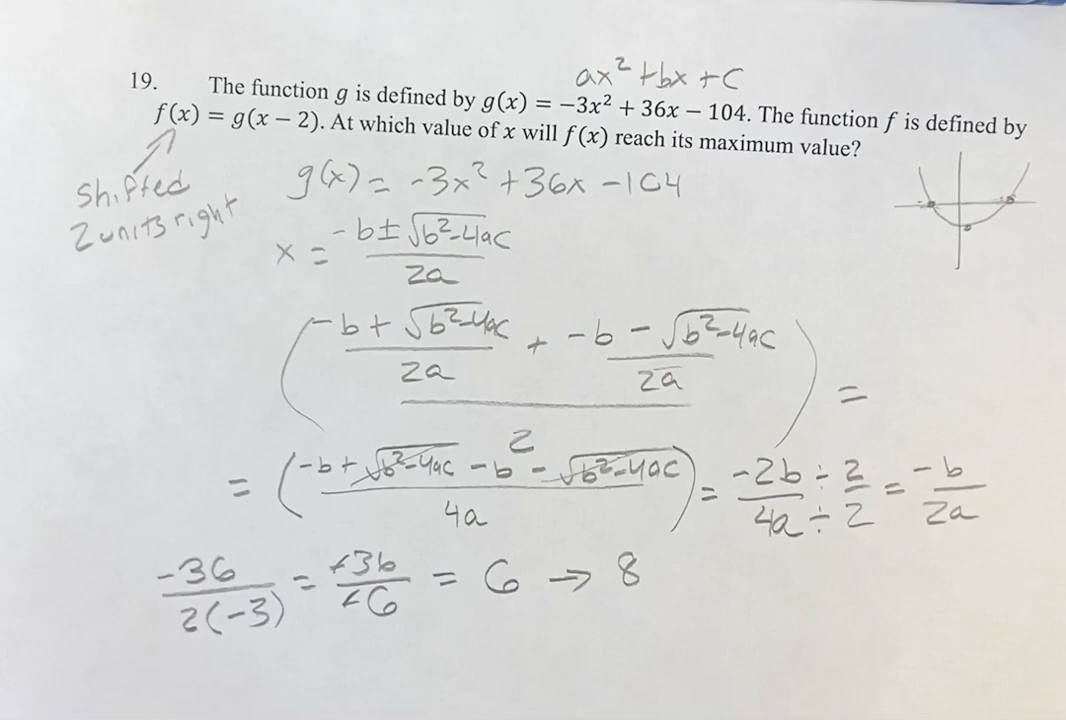 ax² + bx + c
19. The function g is defined by g(x) = −3x² + 36x − 104. The function f is defined by
f(x) = g(x − 2). At which value of x will f(x) reach its maximum value?
shifted
2 units right
g(x) = -3x² + 36x - 104
x = (-b ± √(b²-4ac)) / 2a
((-b + √(b²-4ac)) / 2a + (-b - √(b²-4ac)) / 2a) / 2 =
= ((-b + √(b²-4ac) - b - √(b²-4ac)) / 4a) = (-2b ÷ 2) / (4a ÷ 2) = -b / 2a
-36 / 2(-3) = -36 / -6 = 6 → 8